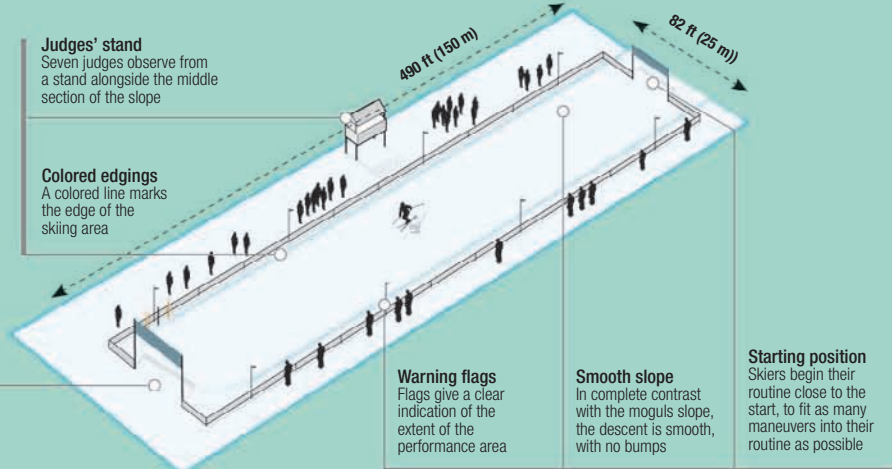 Judges' stand
Seven judges observe from
a stand alongside the middle
section of the slope
490 ft (150 m)
82 ft (25 m))
Colored edgings
A colored line marks
the edge of the
skiing area
Warning flags
Flags give a clear
indication of the
extent of the
performance area
Smooth slope
In complete contrast
with the moguls slope,
the descent is smooth,
with no bumps
Starting position
Skiers begin their
routine close to the
start, to fit as many
maneuvers into their
routine as possible